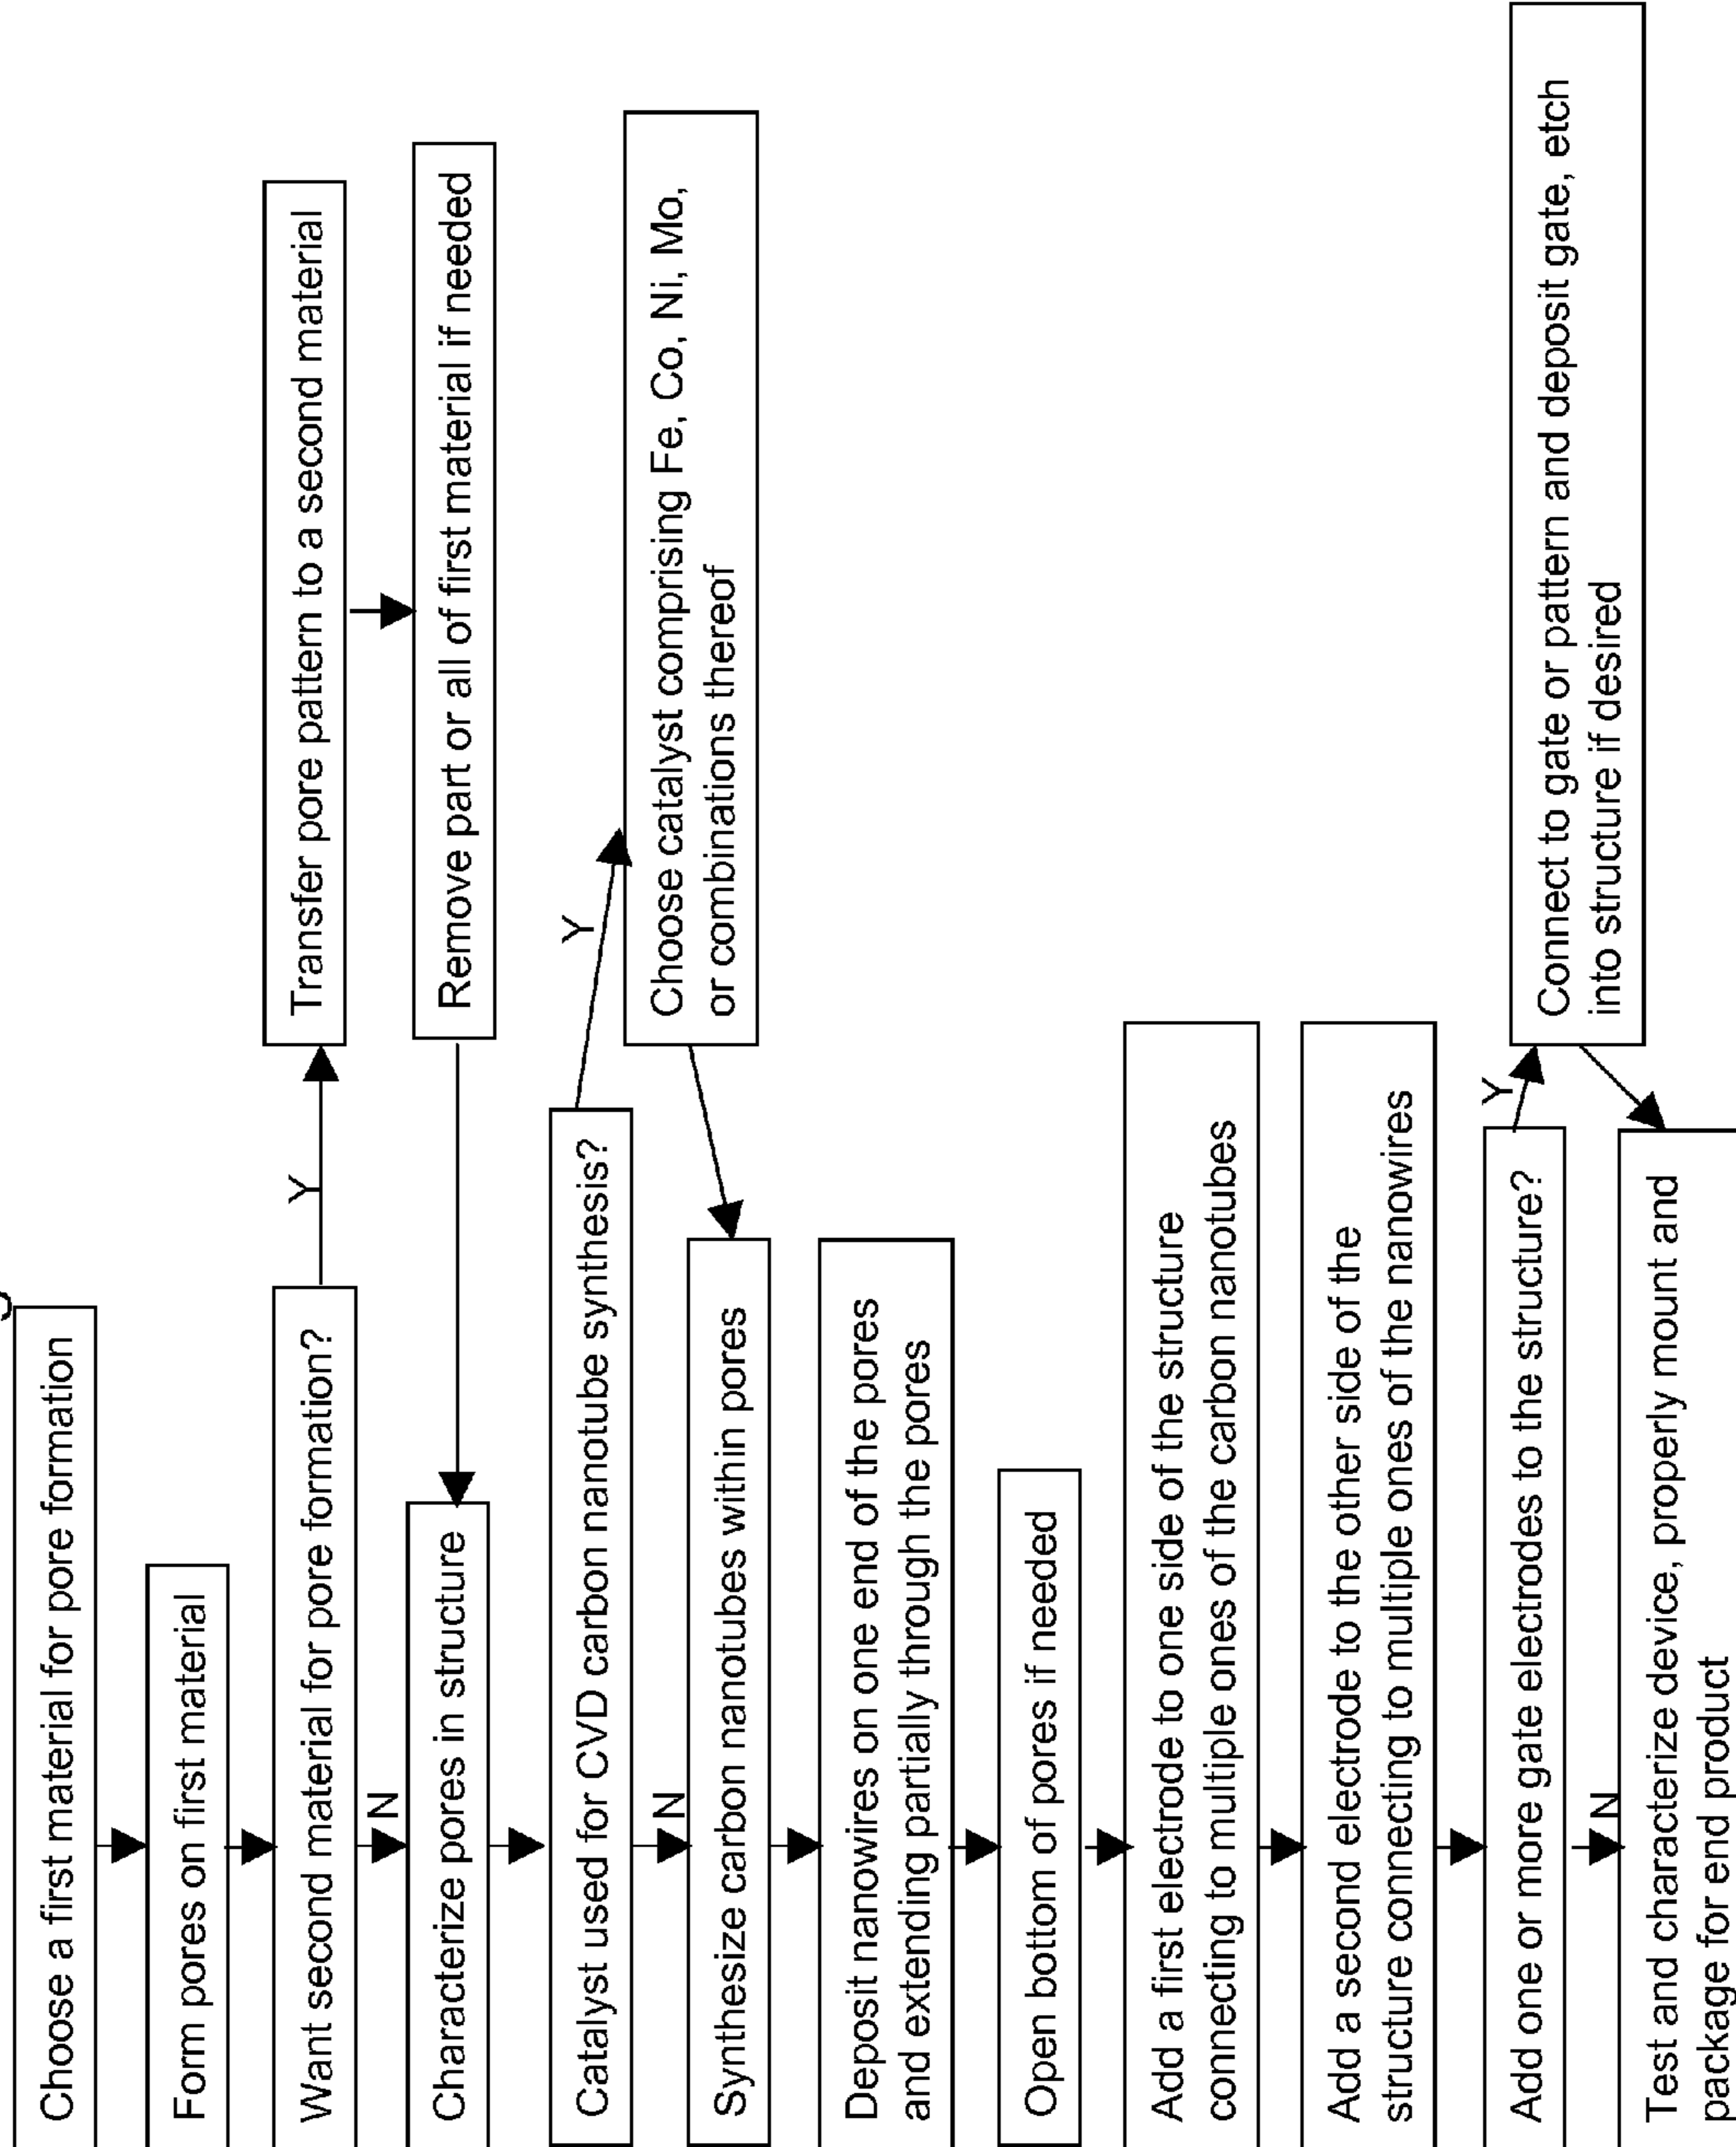 Choose a first material for pore formation
Form pores on first material
Want second material for pore formation?
Y
Transfer pore pattern to a second material
Remove part or all of first material if needed
N
Characterize pores in structure
Catalyst used for CVD carbon nanotube synthesis?
Y
Choose catalyst comprising Fe, Co, Ni, Mo,
or combinations thereof
N
Synthesize carbon nanotubes within pores
Deposit nanowires on one end of the pores
and extending partially through the pores
Open bottom of pores if needed
Add a first electrode to one side of the structure
connecting to multiple ones of the carbon nanotubes
Add a second electrode to the other side of the
structure connecting to multiple ones of the nanowires
Add one or more gate electrodes to the structure?
Y
Connect to gate or pattern and deposit gate, etch
into structure if desired
N
Test and characterize device, properly mount and
package for end product